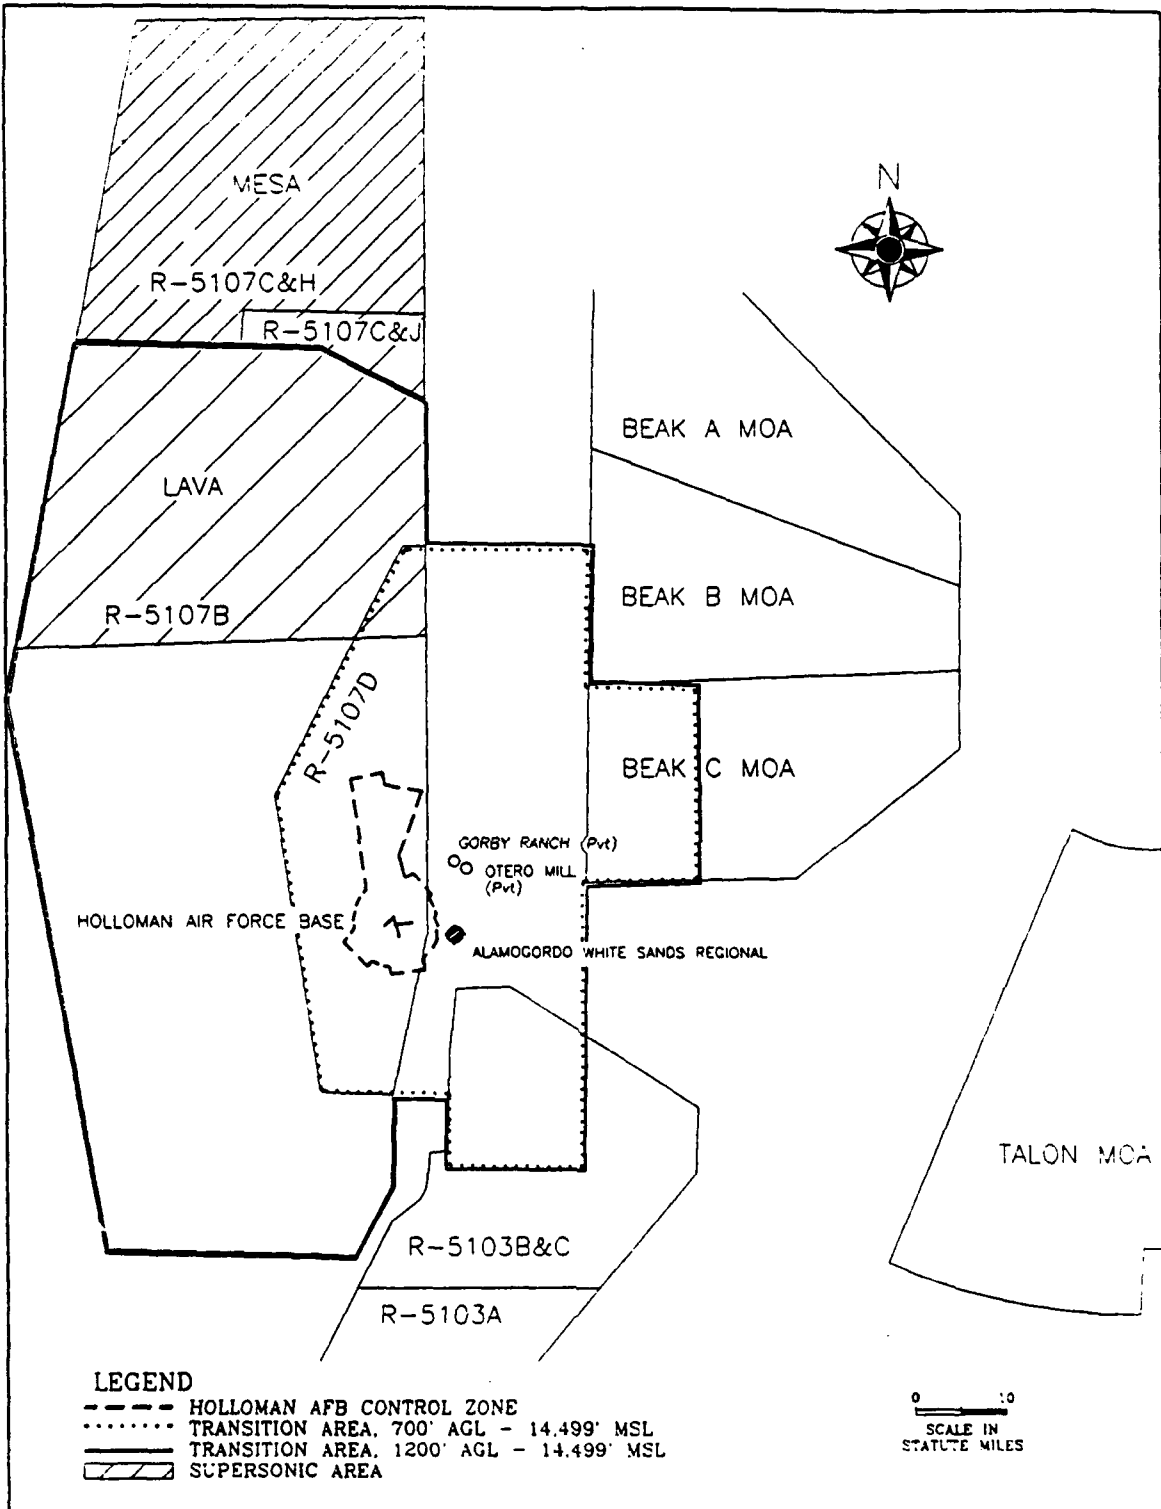 N
MESA
R-5107C&H
R-5107C&J
BEAK A MOA
LAVA
BEAK B MOA
R-5107B
R-5107D
BEAK C MOA
GORBY RANCH (Pvt)
OTERO MILL
(Pvt)
HOLLOMAN AIR FORCE BASE
ALAMOGORDO WHITE SANDS REGIONAL
TALON MOA
R-5103B&C
R-5103A
LEGEND
HOLLOMAN AFB CONTROL ZONE
TRANSITION AREA, 700' AGL - 14,499' MSL
TRANSITION AREA, 1200' AGL - 14,499' MSL
SUPERSONIC AREA
0 10
SCALE IN
STATUTE MILES